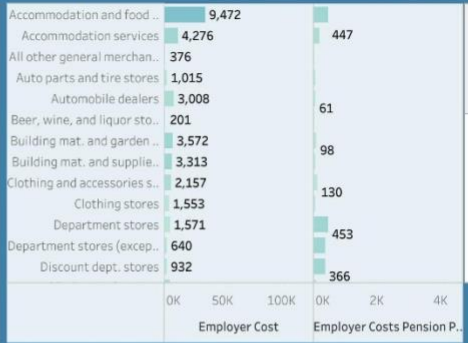 Accommodation and food .. 9,472
Accommodation services 4,276 447
All other general merchan.. 376
Auto parts and tire stores 1,015
Automobile dealers 3,008
61
Beer, wine, and liquor sto.. 201
Building mat. and garden .. 3,572
98
Building mat. and supplie.. 3,313
Clothing and accessories s.. 2,157
130
Clothing stores 1,553
Department stores 1,571
453
Department stores (excep.. 640
Discount dept. stores 932
366
0K 50K 100K 0K 2K 4K
Employer Cost Employer Costs Pension P..